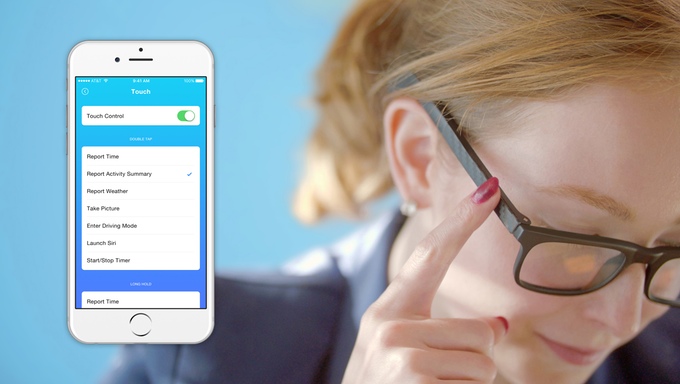 AT&T 9:41 AM 100%
Touch
Touch Control
DOUBLE TAP
Report Time
Report Activity Summary
Report Weather
Take Picture
Enter Driving Mode
Launch Siri
Start/Stop Timer
LONG HOLD
Report Time